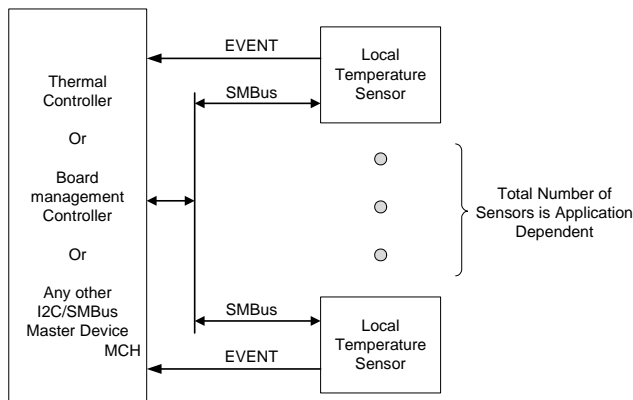 Thermal
Controller
Or
Board
management
Controller
Or
Any other
I2C/SMBus
Master Device
MCH
EVENT
SMBus
Local
Temperature
Sensor
Total Number of
Sensors is Application
Dependent
SMBus
EVENT
Local
Temperature
Sensor